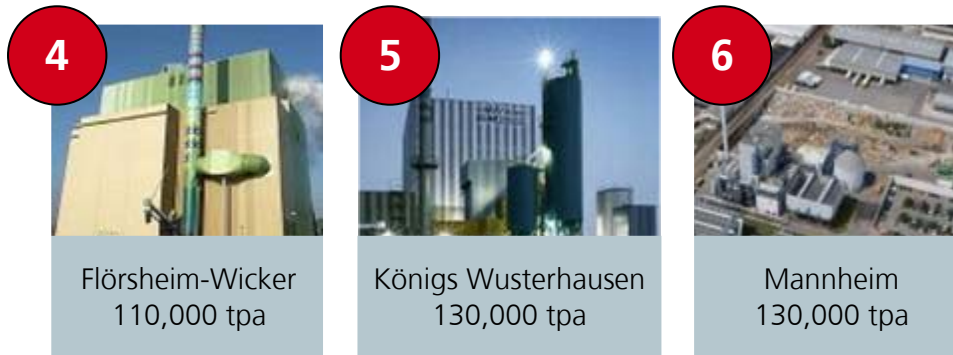 4
5
6
Flörsheim-Wicker
110,000 tpa
Königs Wusterhausen
130,000 tpa
Mannheim
130,000 tpa